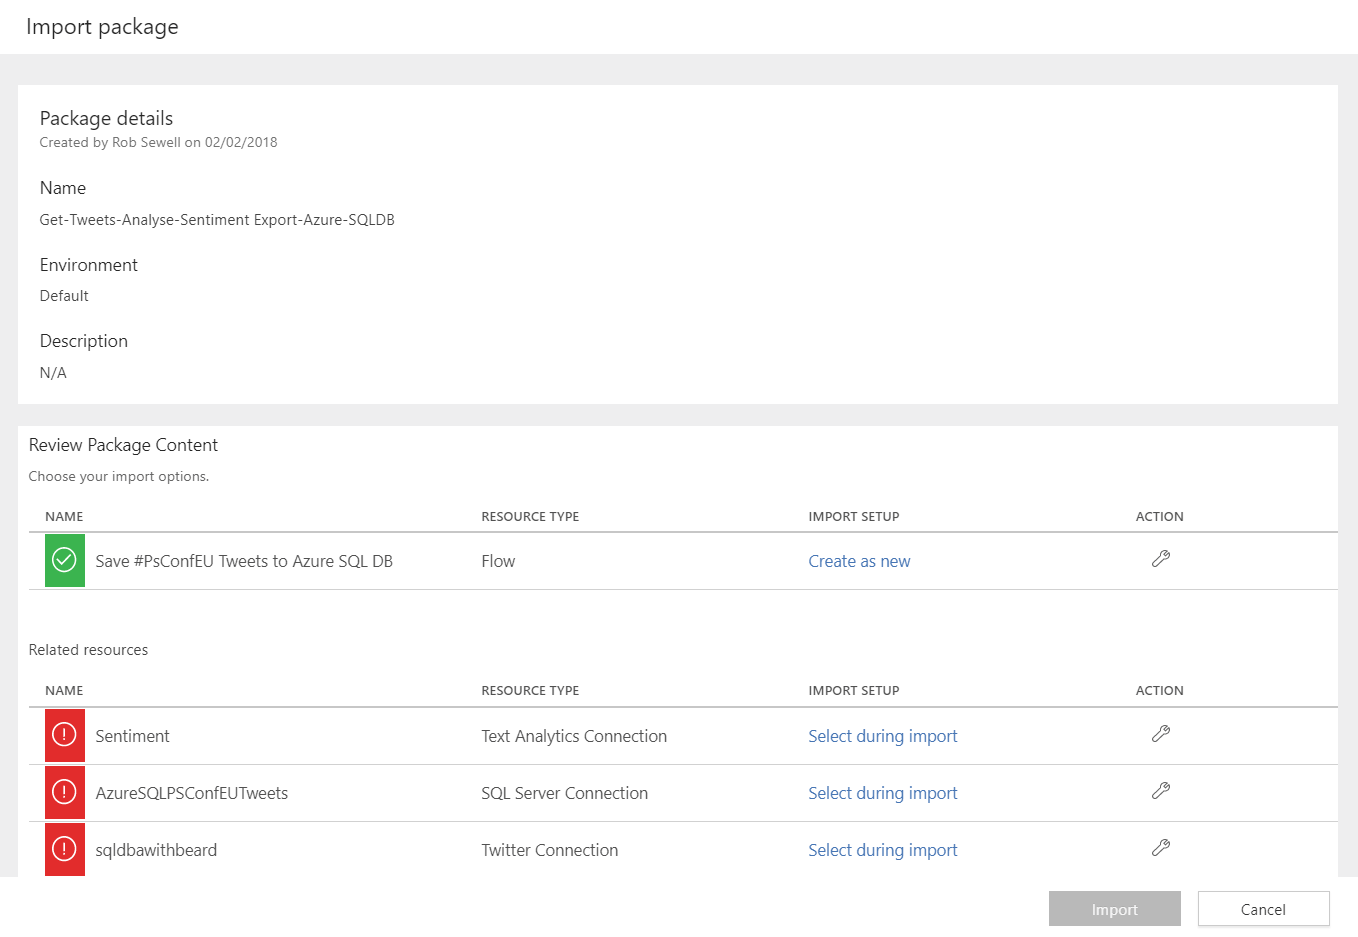 Import package
Package details
Created by Rob Sewell on 02/02/2018
Name
Get-Tweets-Analyse-Sentiment Export-Azure-SQLDB
Environment
Default
Description
N/A
Review Package Content
Choose your import options.
NAME RESOURCE TYPE IMPORT SETUP ACTION
Save #PsConfEU Tweets to Azure SQL DB Flow Create as new
Related resources
NAME RESOURCE TYPE IMPORT SETUP ACTION
Sentiment Text Analytics Connection Select during import
AzureSQLPSConfEUTweets SQL Server Connection Select during import
sqldbawithbeard Twitter Connection Select during import
Import Cancel